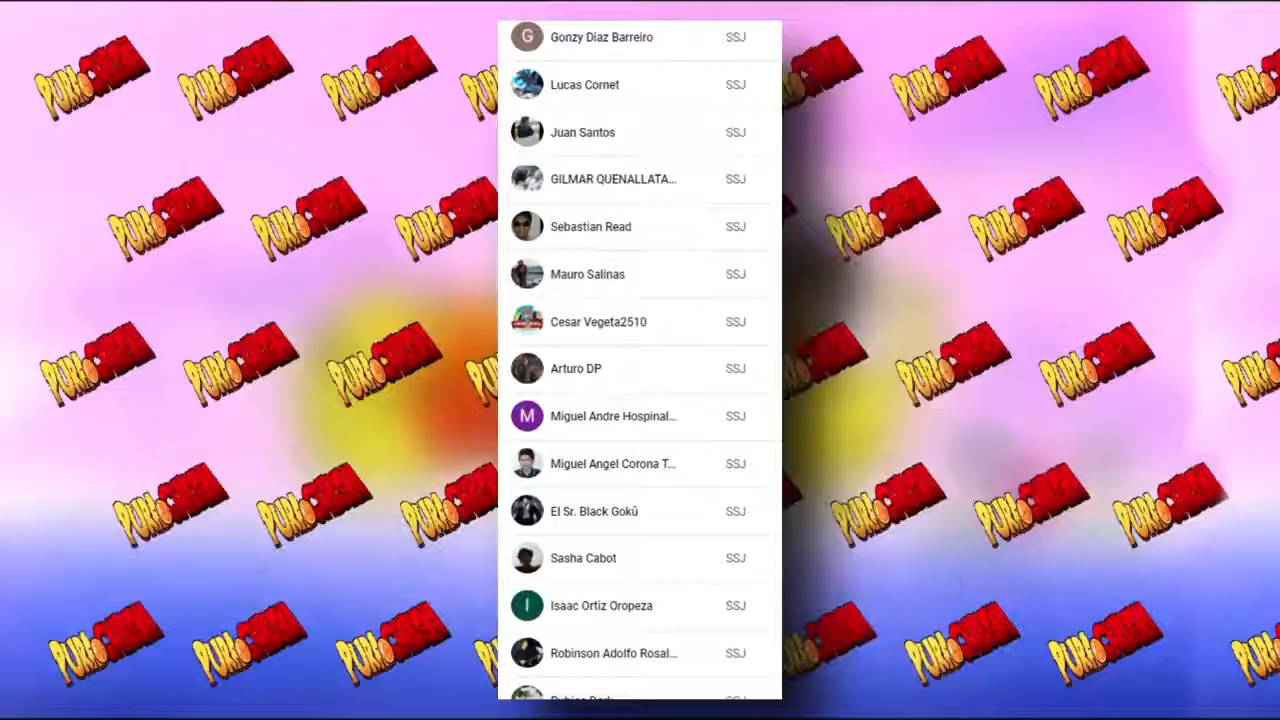 G Gonzy Diaz Barreiro SSJ
Lucas Cornet SSJ
Juan Santos SSJ
GILMAR QUENALLATA... SSJ
Sebastian Read SSJ
Mauro Salinas SSJ
Cesar Vegeta2510 SSJ
Arturo DP SSJ
M Miguel Andre Hospinal... SSJ
Miguel Angel Corona T... SSJ
El Sr. Black Gokū SSJ
Sasha Cabot SSJ
I Isaac Ortiz Oropeza SSJ
Robinson Adolfo Rosal... SSJ